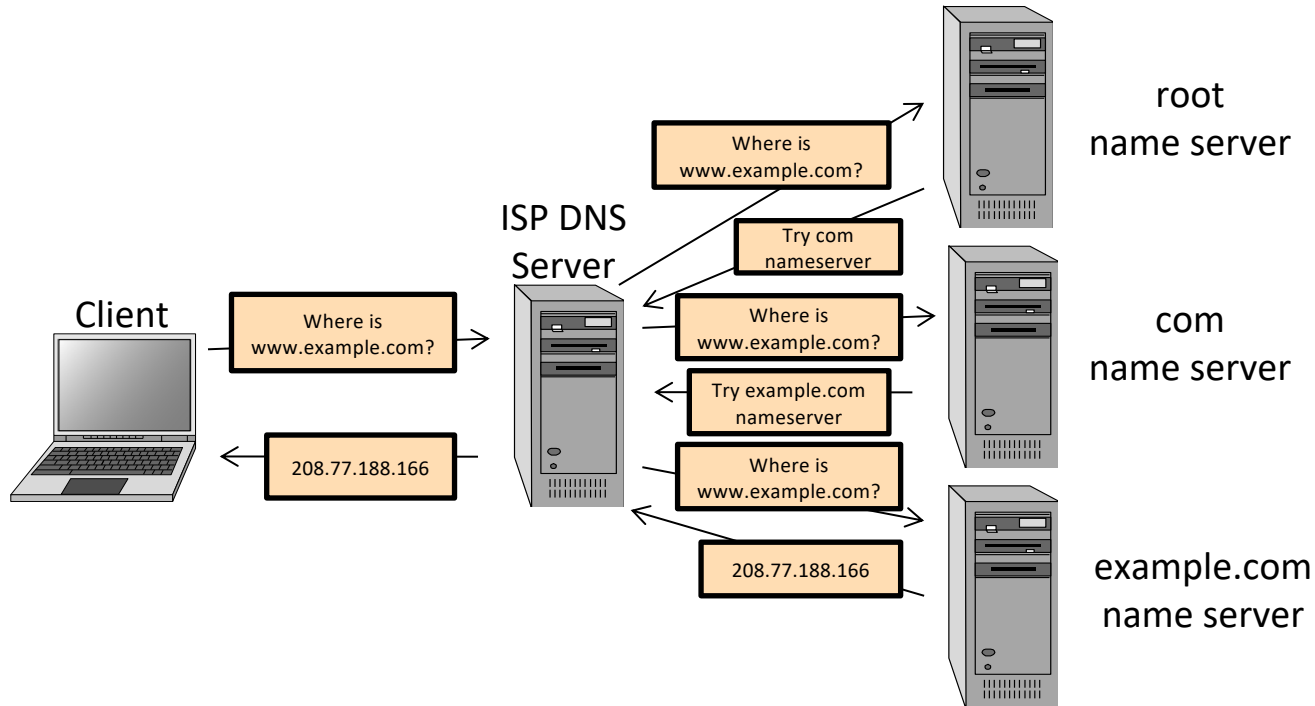 Client
Where is
www.example.com?
208.77.188.166
ISP DNS
Server
Where is
www.example.com?
Try com
nameserver
Where is
www.example.com?
Try example.com
nameserver
Where is
www.example.com?
208.77.188.166
root
name server
com
name server
example.com
name server